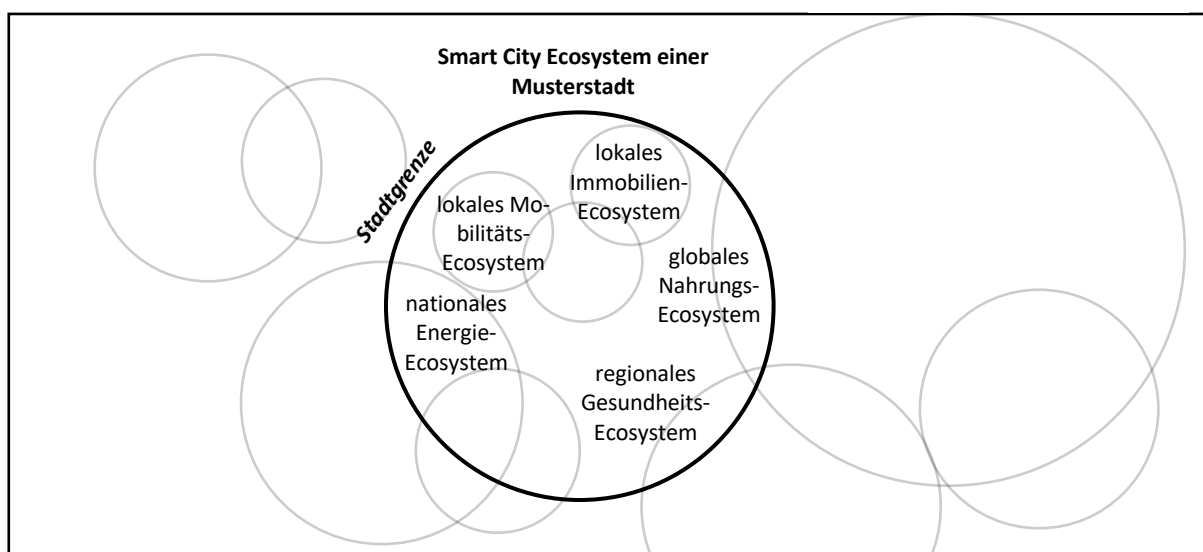 Smart City Ecosystem einer
Musterstadt
Stadtgrenze
lokales
Immobilien-
Ecosystem
lokales Mo-
bilitäts-
Ecosystem
globales
Nahrungs-
Ecosystem
nationales
Energie-
Ecosystem
regionales
Gesundheits-
Ecosystem